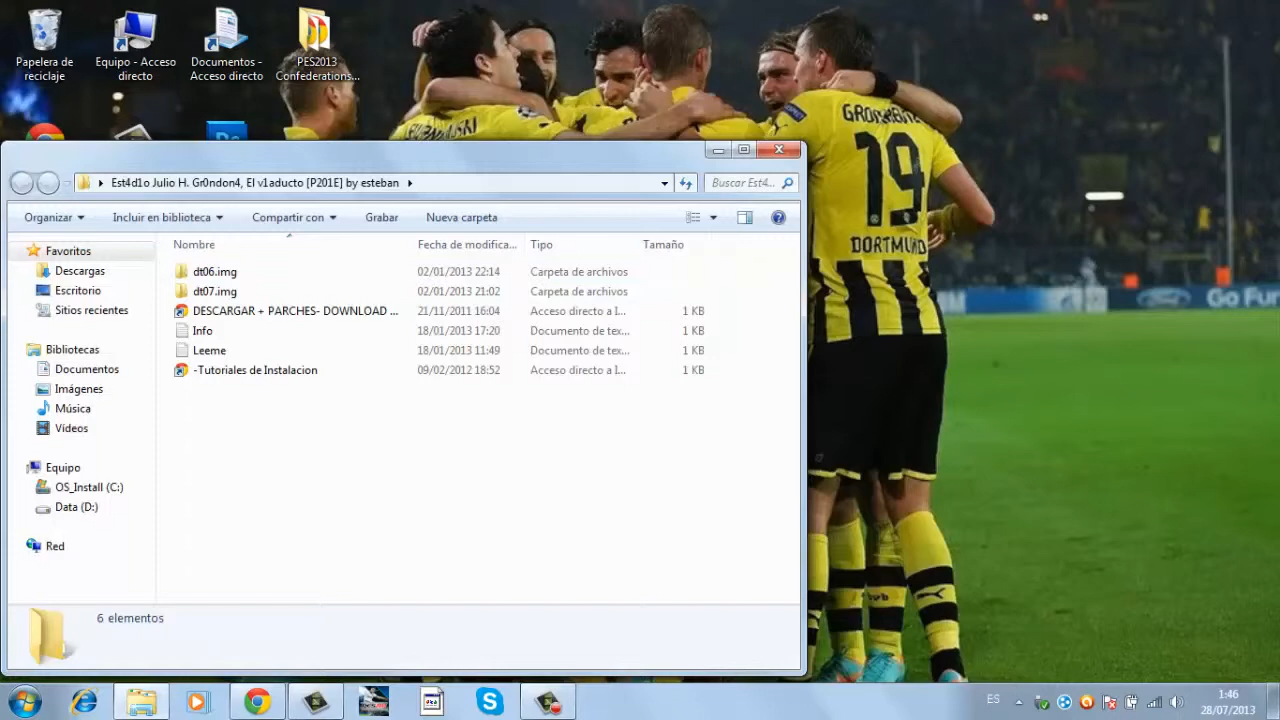 Papelera de
reciclaje
Equipo - Acceso
directo
Documentos -
Acceso directo
PES2013
Confederations...
GRO
19
DORTMUND
Go Fu
Est4d1o Julio H. Gr0ndon4, El v1aducto [P201E] by esteban
Buscar Est4...
Organizar
Incluir en biblioteca
Compartir con
Grabar
Nueva carpeta
Nombre
Fecha de modifica...
Tipo
Tamaño
Favoritos
Descargas
Escritorio
Sitios recientes
Bibliotecas
Documentos
Imágenes
Música
Vídeos
Equipo
OS_Install (C:)
Data (D:)
Red
dt06.img 02/01/2013 22:14 Carpeta de archivos
dt07.img 02/01/2013 21:02 Carpeta de archivos
DESCARGAR + PARCHES- DOWNLOAD ... 21/11/2011 16:04 Acceso directo a I... 1 KB
Info 18/01/2013 17:20 Documento de tex... 1 KB
Leeme 18/01/2013 11:49 Documento de tex... 1 KB
-Tutoriales de Instalacion 09/02/2012 18:52 Acceso directo a I... 1 KB
6 elementos
ES
1:46
28/07/2013